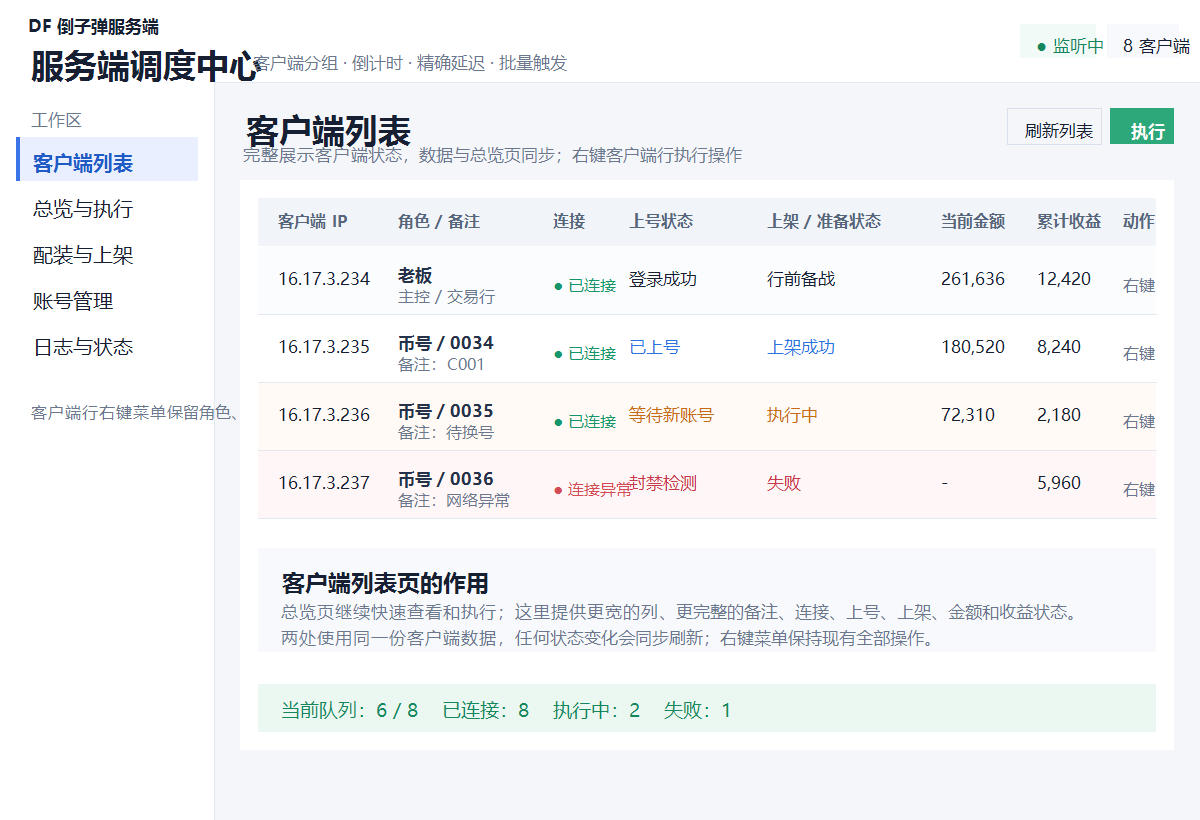 DF 倒子弹服务端
服务端调度中心
客户端分组 · 倒计时 · 精确延迟 · 批量触发
● 监听中
8 客户端
工作区
客户端列表
总览与执行
配装与上架
账号管理
日志与状态
客户端行右键菜单保留角色、
客户端列表
完整展示客户端状态，数据与总览页同步；右键客户端行执行操作
刷新列表
执行
客户端 IP 角色 / 备注 连接 上号状态 上架 / 准备状态 当前金额 累计收益 动作
16.17.3.234 老板 ● 已连接 登录成功 行前备战 261,636 12,420 右键
主控 / 交易行
16.17.3.235 币号 / 0034 ● 已连接 已上号 上架成功 180,520 8,240 右键
备注：C001
16.17.3.236 币号 / 0035 ● 已连接 等待新账号 执行中 72,310 2,180 右键
备注：待换号
16.17.3.237 币号 / 0036 ● 连接异常 封禁检测 失败 - 5,960 右键
备注：网络异常
客户端列表页的作用
总览页继续快速查看和执行；这里提供更宽的列、更完整的备注、连接、上号、上架、金额和收益状态。
两处使用同一份客户端数据，任何状态变化会同步刷新；右键菜单保持现有全部操作。
当前队列：6 / 8 已连接：8 执行中：2 失败：1